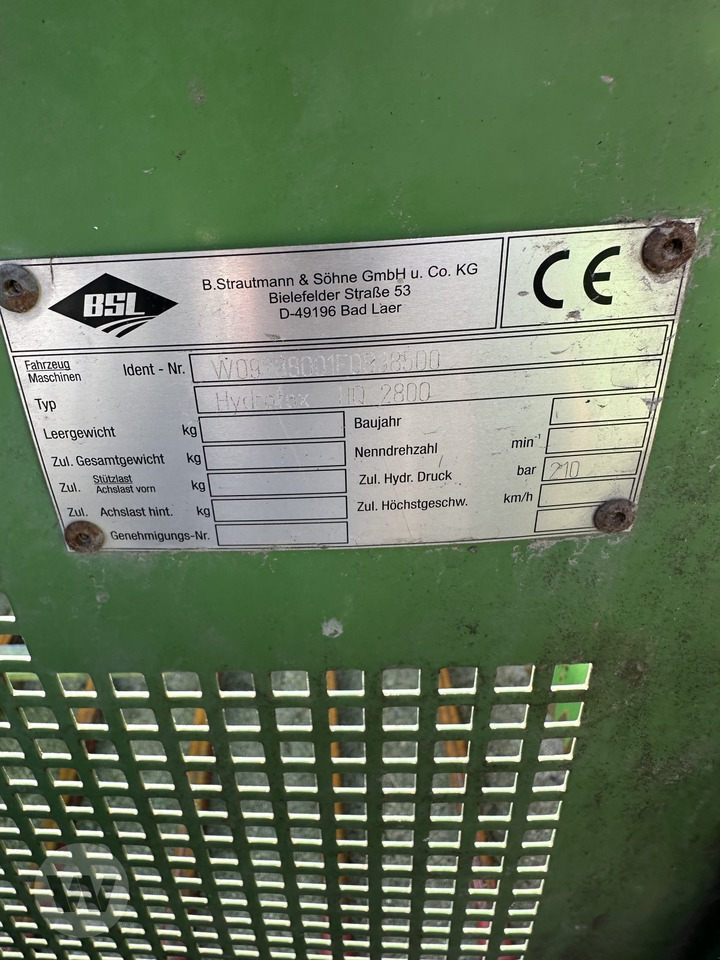 BSL
B.Strautmann & Söhne GmbH u. Co. KG
Bielefelder Straße 53
D-49196 Bad Laer
CE
Fahrzeug
Maschinen
Ident - Nr.
Typ
HQ 2800
Leergewicht kg
Zul. Gesamtgewicht kg
Zul. Stützlast
Achslast vorn kg
Zul. Achslast hint. kg
Genehmigungs-Nr.
Baujahr
Nenndrehzahl min-1
Zul. Hydr. Druck bar 210
Zul. Höchstgeschw. km/h